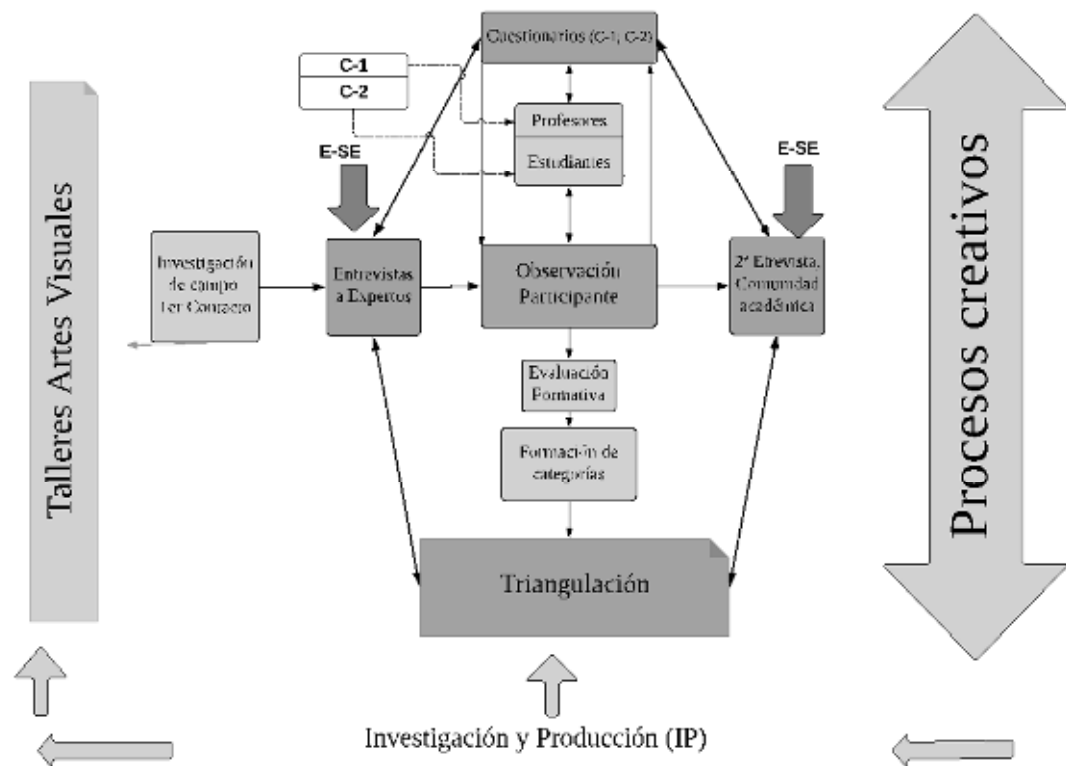 Cuestionarios (C-1, C-2)
C-1
C-2
Profesores
Estudiantes
E-SE
E-SE
Talleres Artes Visuales
Investigación
de campo
1er Contacto
Entrevistas
a Expertos
Observación
Participante
2ª Etrevista.
Comunidad
académica
Procesos creativos
Evaluación
Formativa
Formación de
categorías
Triangulación
Investigación y Producción (IP)